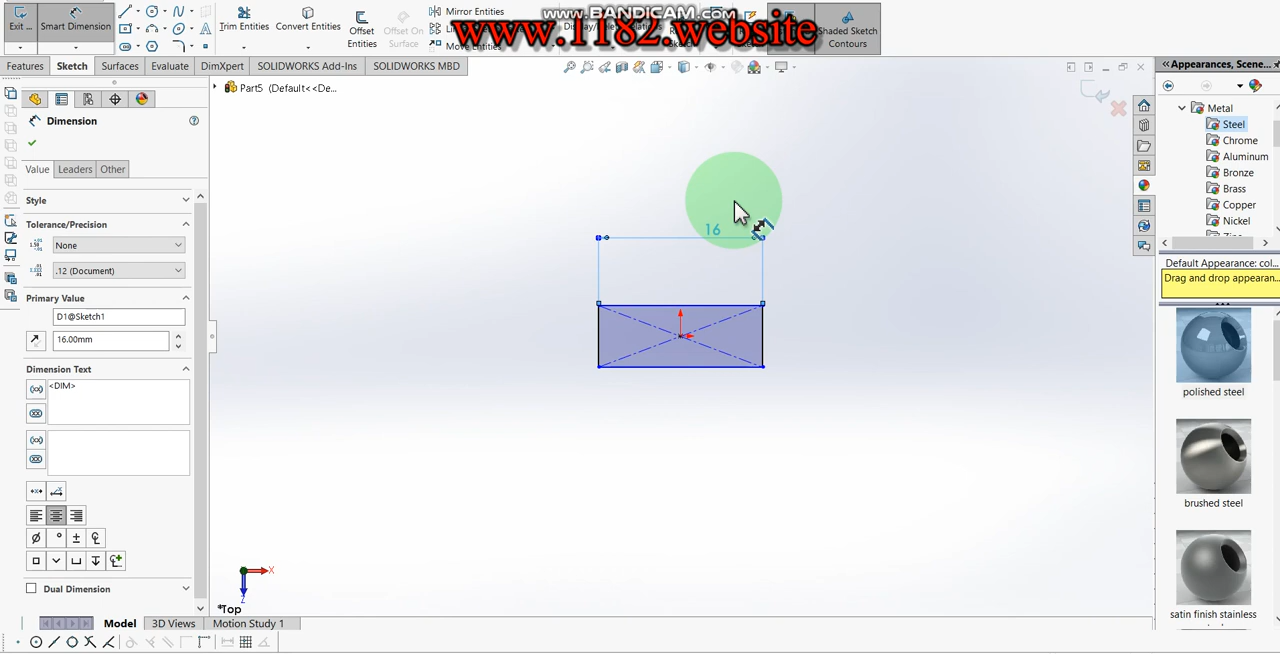 www.BANDICAM.com
www.1182.website
Exit ...
Smart Dimension
Trim Entities
Convert Entities
Offset Entities
Offset On Surface
Mirror Entities
Move Entities
Shaded Sketch Contours
Features
Sketch
Surfaces
Evaluate
DimXpert
SOLIDWORKS Add-Ins
SOLIDWORKS MBD
Part5 (Default<<De...
Dimension
Value
Leaders
Other
Style
Tolerance/Precision
None
.12 (Document)
Primary Value
D1@Sketch1
16.00mm
Dimension Text
<DIM>
Dual Dimension
16
X
Z
*Top
Model
3D Views
Motion Study 1
Appearances, Scene...
Metal
Steel
Chrome
Aluminum
Bronze
Brass
Copper
Nickel
Default Appearance: col...
Drag and drop appearan...
polished steel
brushed steel
satin finish stainless